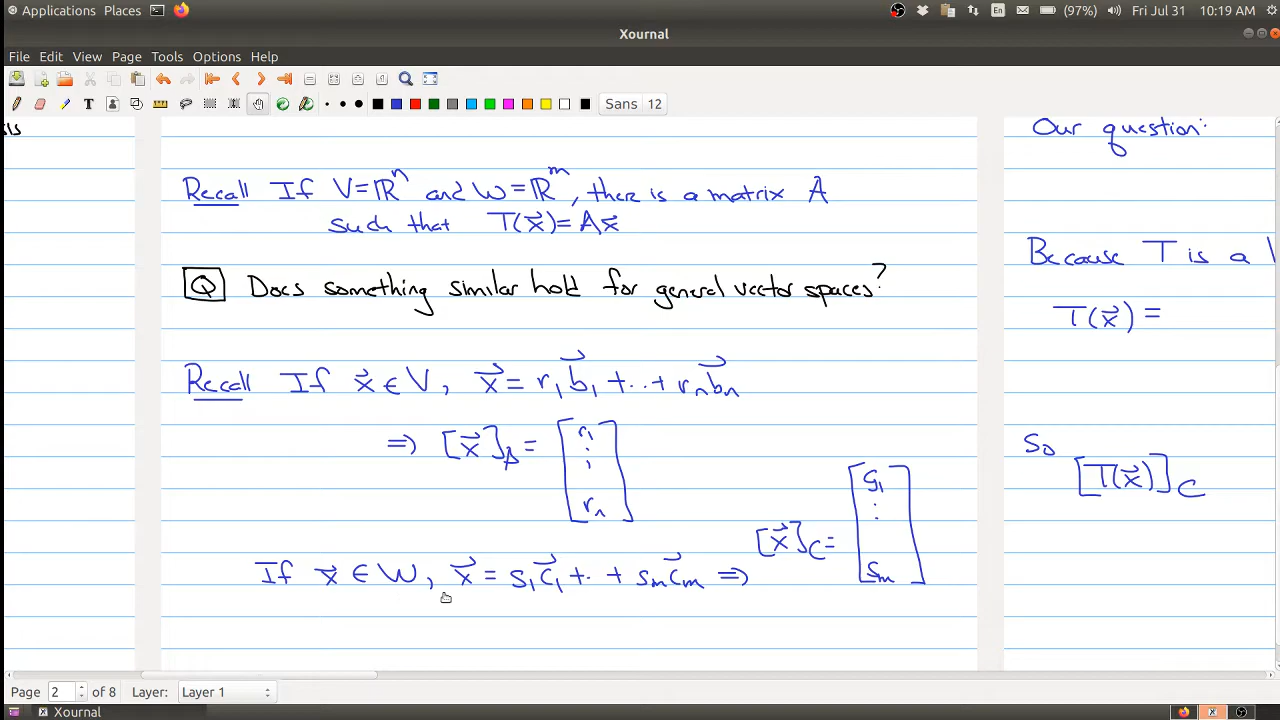 Applications Places En (97%) Fri Jul 31 10:19 AM
Xournal
File Edit View Page Tools Options Help
Sans 12
sis
Recall If V=ℝⁿ and W=ℝᵐ, there is a matrix A
such that T(x⃗)=Ax⃗
Q Does something similar hold for general vector spaces?
Recall If x⃗ ∈ V, x⃗ = r₁b⃗₁ + ... + rₙb⃗ₙ
⇒ [x⃗]_B = [r₁ ⋮ rₙ]
If x⃗ ∈ W, x⃗ = s₁c⃗₁ + .. + sₘc⃗ₘ ⇒ [x⃗]_C = [s₁ ⋮ sₘ]
Our question:
Because T is a l
T(x⃗) =
So
[T(x⃗)]_C
Page 2 of 8 Layer: Layer 1
Xournal